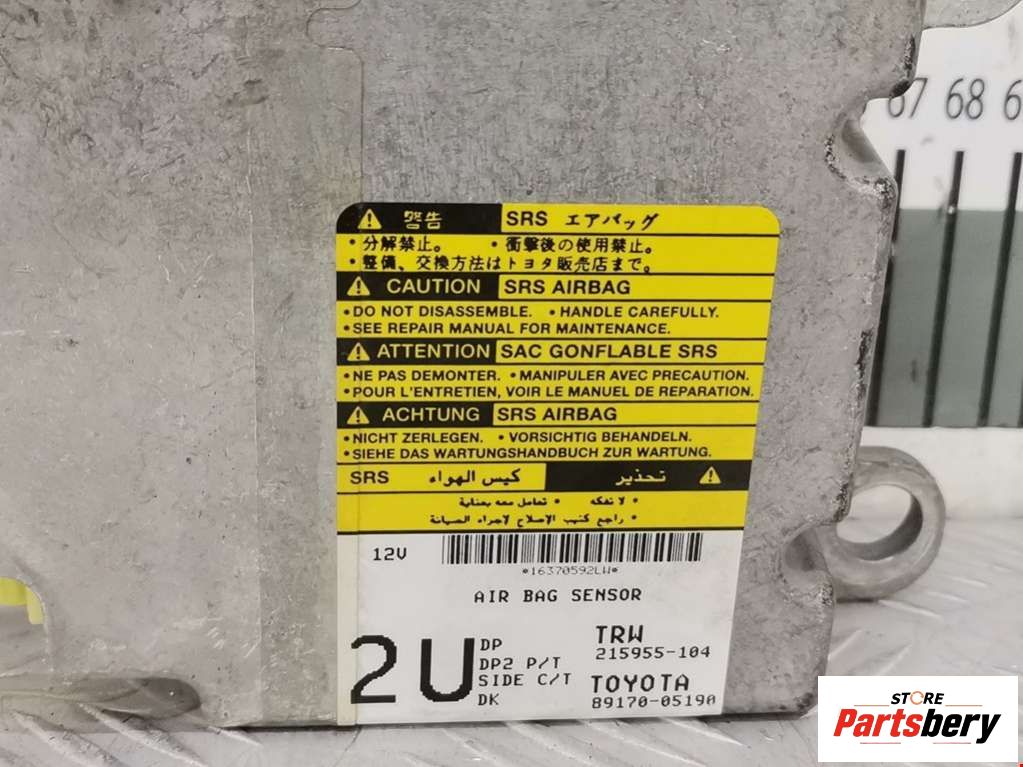 67 68 6
警告 SRS エアバッグ
・分解禁止。 ・衝撃後の使用禁止。
・整備、交換方法はトヨタ販売店まで。
CAUTION SRS AIRBAG
•DO NOT DISASSEMBLE. •HANDLE CAREFULLY.
•SEE REPAIR MANUAL FOR MAINTENANCE.
ATTENTION SAC GONFLABLE SRS
•NE PAS DEMONTER. •MANIPULER AVEC PRECAUTION.
•POUR L'ENTRETIEN, VOIR LE MANUEL DE REPARATION.
ACHTUNG SRS AIRBAG
•NICHT ZERLEGEN. •VORSICHTIG BEHANDELN.
•SIEHE DAS WARTUNGSHANDBUCH ZUR WARTUNG.
تحذير كيس الهواء SRS
• لا تفكه • تعامل معه بعناية
• راجع كتيب الإصلاح لإجراء الصيانة
12V
*16370592LW*
AIR BAG SENSOR
2U
DP
DP2 P/T
SIDE C/T
DK
TRW
215955-104
TOYOTA
89170-05190
STORE
Partsbery